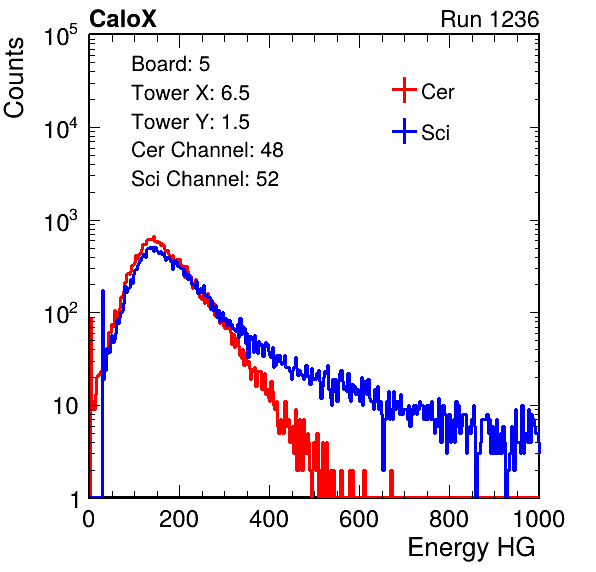 CaloX Run 1236
Counts
Board: 5
Tower X: 6.5
Tower Y: 1.5
Cer Channel: 48
Sci Channel: 52
Cer
Sci
10^5
10^4
10^3
10^2
10
1
0 200 400 600 800 1000
Energy HG